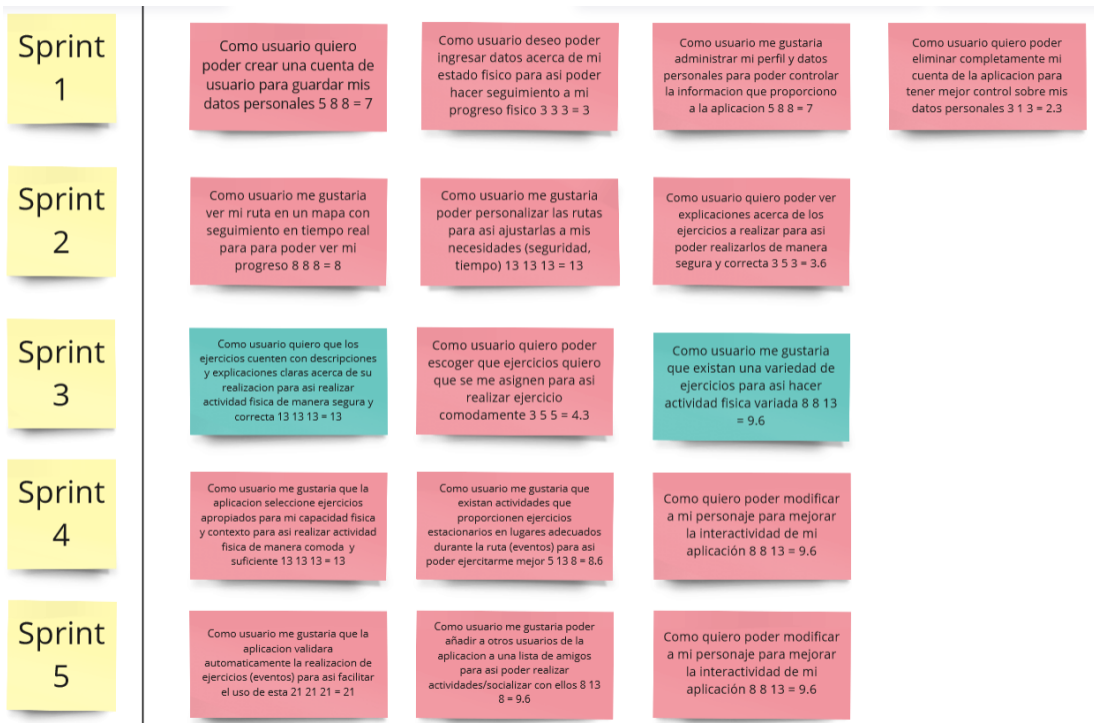 Sprint
1
Como usuario quiero
poder crear una cuenta de
usuario para guardar mis
datos personales 5 8 8 = 7
Como usuario deseo poder
ingresar datos acerca de mi
estado fisico para asi poder
hacer seguimiento a mi
progreso fisico 3 3 3 = 3
Como usuario me gustaria
administrar mi perfil y datos
personales para poder controlar
la informacion que proporciono
a la aplicacion 5 8 8 = 7
Como usuario quiero poder
eliminar completamente mi
cuenta de la aplicacion para
tener mejor control sobre mis
datos personales 3 1 3 = 2.3
Sprint
2
Como usuario me gustaria
ver mi ruta en un mapa con
seguimiento en tiempo real
para para poder ver mi
progreso 8 8 8 = 8
Como usuario me gustaria
poder personalizar las rutas
para asi ajustarlas a mis
necesidades (seguridad,
tiempo) 13 13 13 = 13
Como usuario quiero poder ver
explicaciones acerca de los
ejercicios a realizar para asi
poder realizarlos de manera
segura y correcta 3 5 3 = 3.6
Sprint
3
Como usuario quiero que los
ejercicios cuenten con descripciones
y explicaciones claras acerca de su
realizacion para asi realizar
actividad fisica de manera segura y
correcta 13 13 13 = 13
Como usuario quiero poder
escoger que ejercicios quiero
que se me asignen para asi
realizar ejercicio
comodamente 3 5 5 = 4.3
Como usuario me gustaria
que existan una variedad de
ejercicios para asi hacer
actividad fisica variada 8 8 13
= 9.6
Sprint
4
Como usuario me gustaria que la
aplicacion seleccione ejercicios
apropiados para mi capacidad fisica
y contexto para asi realizar actividad
fisica de manera comoda y
suficiente 13 13 13 = 13
Como usuario me gustaria que
existan actividades que
proporcionen ejercicios
estacionarios en lugares adecuados
durante la ruta (eventos) para asi
poder ejercitarme mejor 5 13 8 = 8.6
Como quiero poder modificar
a mi personaje para mejorar
la interactividad de mi
aplicación 8 8 13 = 9.6
Sprint
5
Como usuario me gustaria que la
aplicacion validara
automaticamente la realizacion de
ejercicios (eventos) para asi facilitar
el uso de esta 21 21 21 = 21
Como usuario me gustaria poder
añadir a otros usuarios de la
aplicacion a una lista de amigos
para asi poder realizar
actividades/socializar con ellos 8 13
8 = 9.6
Como quiero poder modificar
a mi personaje para mejorar
la interactividad de mi
aplicación 8 8 13 = 9.6